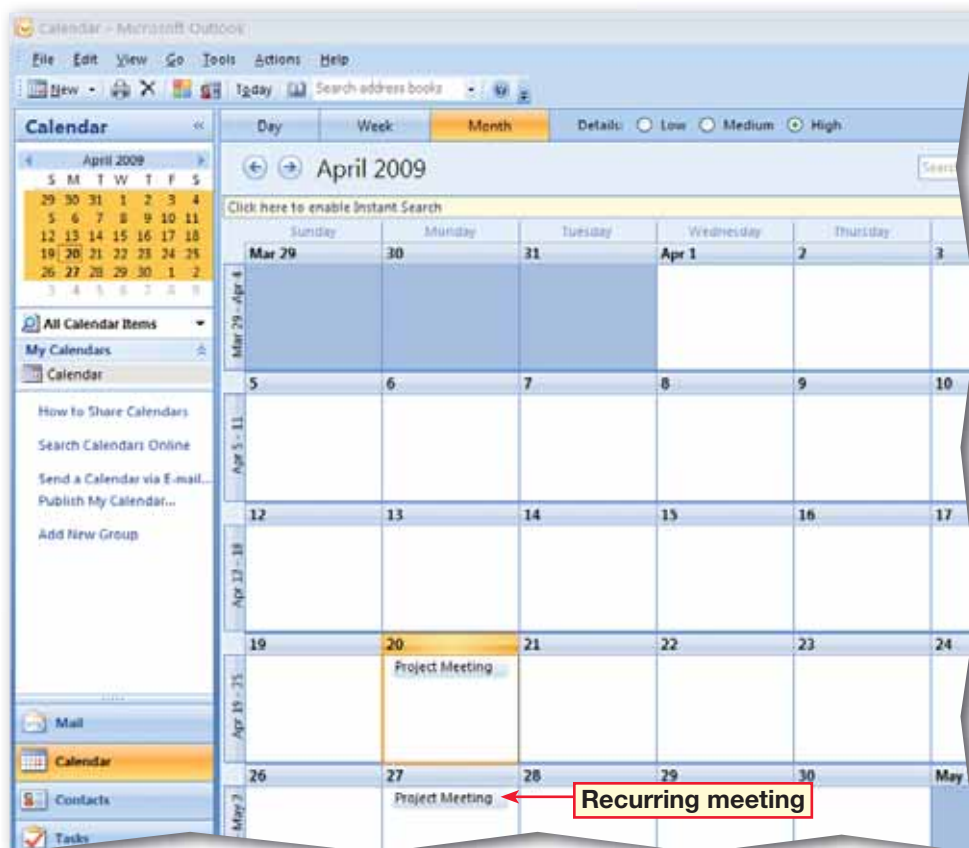 Calendar - Microsoft Outlook
File Edit View Go Tools Actions Help
New Today Search address books
Calendar «
Day Week Month Details: Low Medium High
April 2009
S M T W T F S
29 30 31 1 2 3 4
5 6 7 8 9 10 11
12 13 14 15 16 17 18
19 20 21 22 23 24 25
26 27 28 29 30 1 2
3 4 5 6 7 8 9
All Calendar Items
My Calendars
Calendar
How to Share Calendars
Search Calendars Online
Send a Calendar via E-mail...
Publish My Calendar...
Add New Group
Mail
Calendar
Contacts
Tasks
April 2009
Click here to enable Instant Search
Sunday Monday Tuesday Wednesday Thursday
Mar 29 - Apr 4
Mar 29 30 31 Apr 1 2 3
Apr 5 - 11
5 6 7 8 9 10
Apr 12 - 18
12 13 14 15 16 17
Apr 19 - 25
19 20 21 22 23 24
Project Meeting
26 27 28 29 30 May
May 2
Project Meeting
Recurring meeting